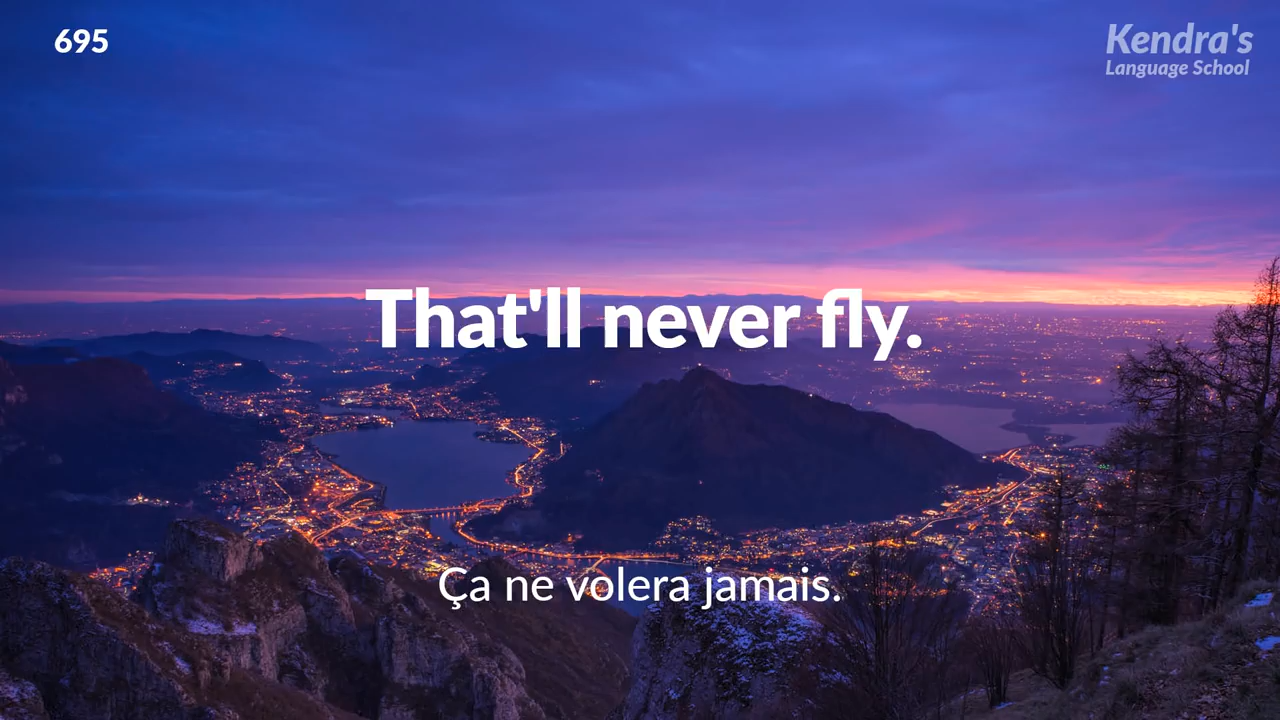 695
Kendra's
Language School
That'll never fly.
Ça ne volera jamais.